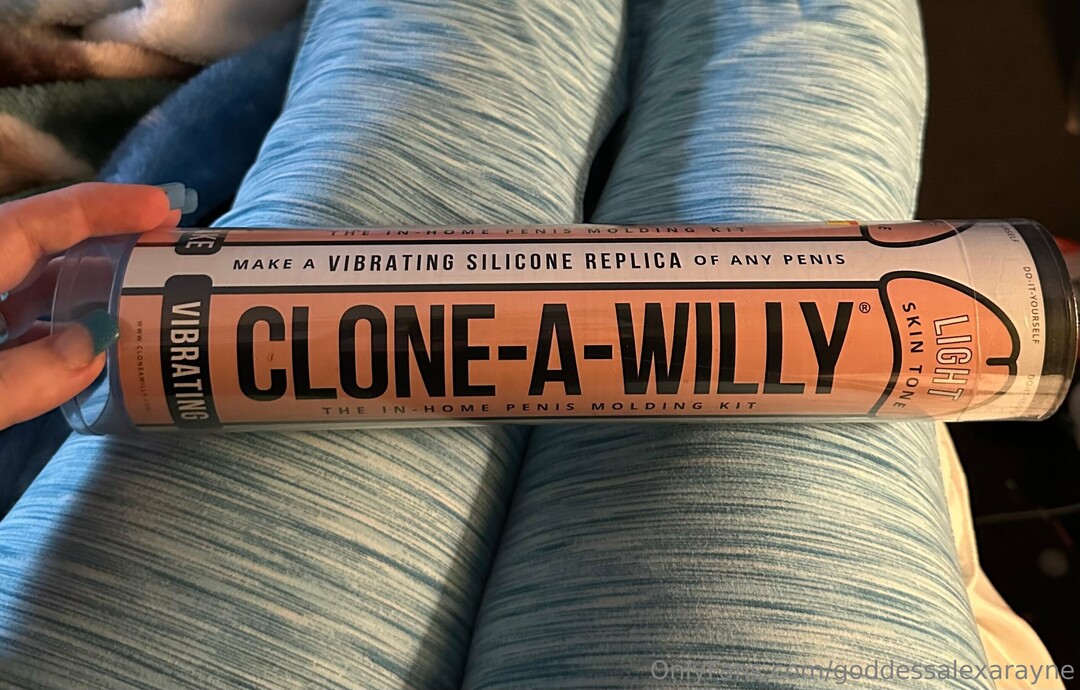 THE IN-HOME PENIS MOLDING KIT
MAKE A VIBRATING SILICONE REPLICA OF ANY PENIS
VIBRATING
CLONE-A-WILLY®
THE IN-HOME PENIS MOLDING KIT
LIGHT
SKIN TONE
DO-IT-YOURSELF
OnlyFans.com/goddessalexarayne